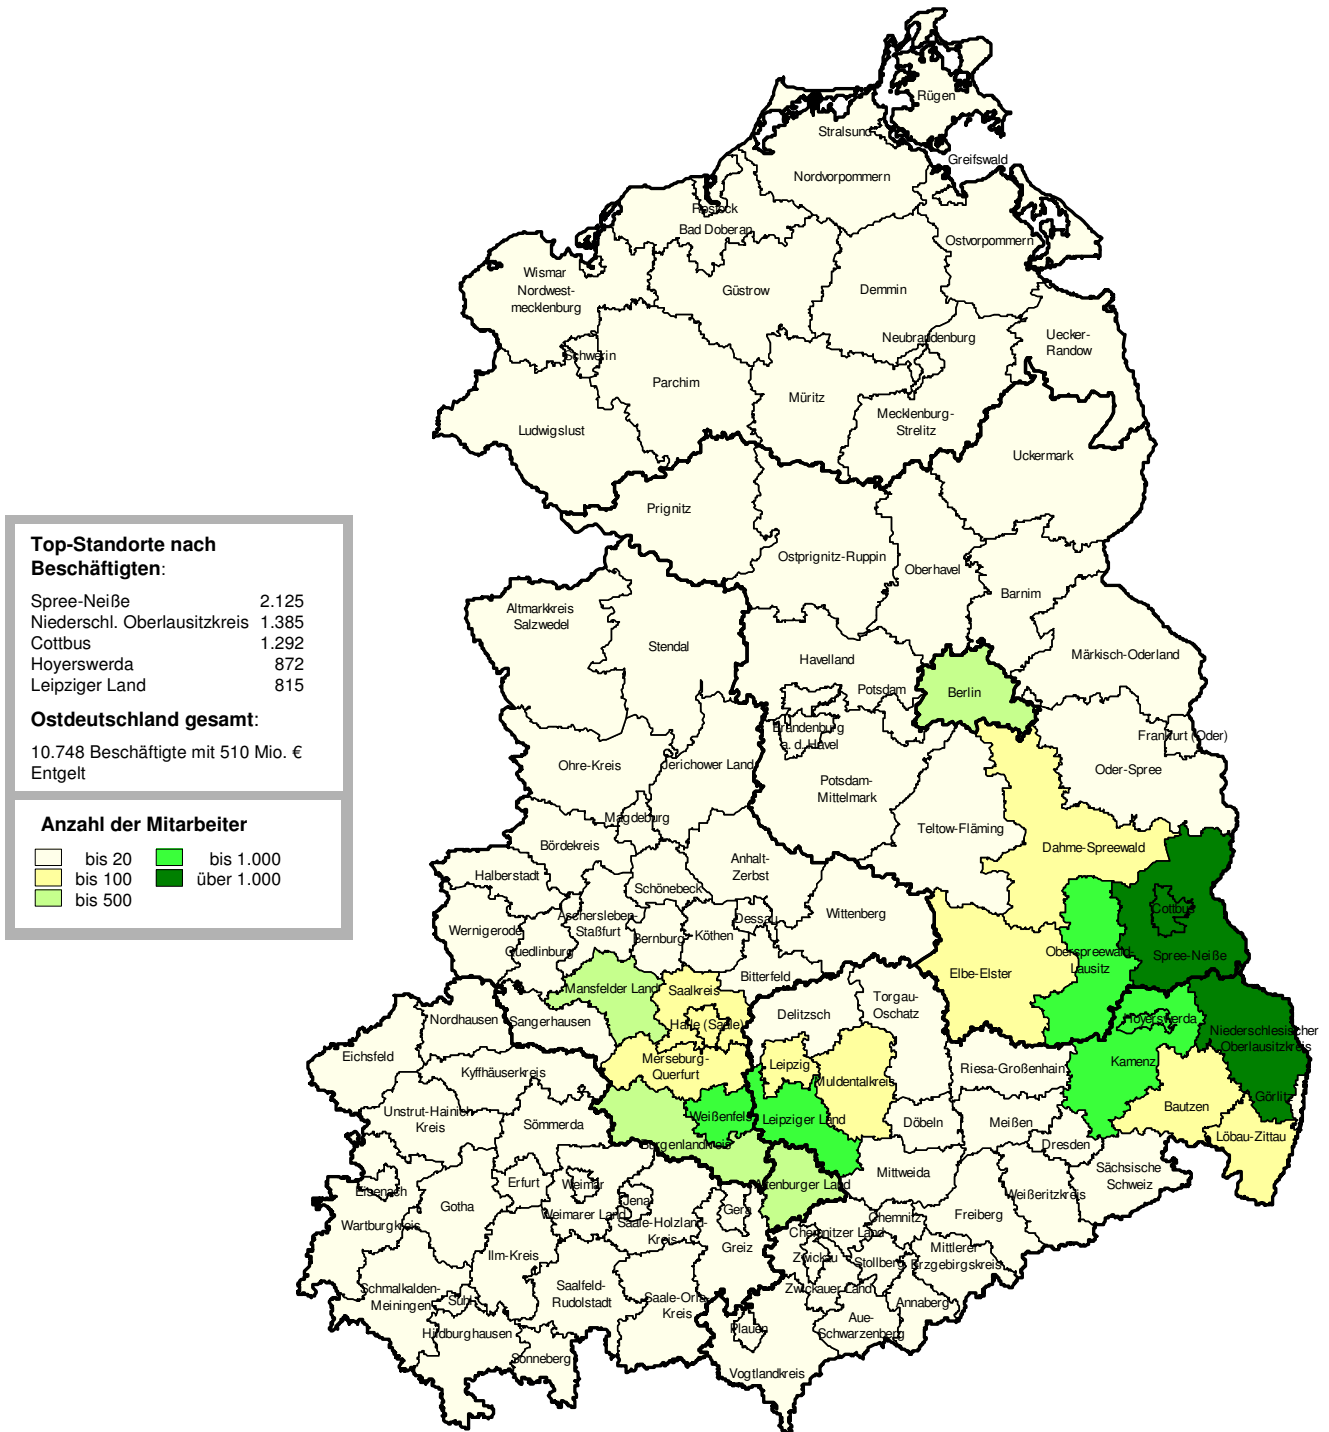 Rügen
Stralsund
Greifswald
Nordvorpommern
Rostock
Bad Doberan
Ostvorpommern
Wismar
Nordwest-
mecklenburg
Güstrow
Demmin
Neubrandenburg
Uecker-
Randow
Schwerin
Parchim
Müritz
Mecklenburg-
Strelitz
Ludwigslust
Uckermark
Prignitz
Ostprignitz-Ruppin
Oberhavel
Barnim
Altmarkkreis
Salzwedel
Stendal
Havelland
Märkisch-Oderland
Potsdam
Berlin
Brandenburg
a. d. Havel
Frankfurt (Oder)
Ohre-Kreis
Jerichower Land
Potsdam-
Mittelmark
Oder-Spree
Magdeburg
Teltow-Fläming
Bördekreis
Dahme-Spreewald
Anhalt-
Zerbst
Halberstadt
Schönebeck
Aschersleben-
Staßfurt
Dessau
Wittenberg
Cottbus
Wernigerode
Quedlinburg
Bernburg
Köthen
Oberspreewald-
Lausitz
Spree-Neiße
Elbe-Elster
Bitterfeld
Mansfelder Land
Saalkreis
Torgau-
Oschatz
Delitzsch
Nordhausen
Sangerhausen
Halle (Saale)
Hoyerswerda
Niederschlesischer
Oberlausitzkreis
Eichsfeld
Merseburg-
Querfurt
Leipzig
Kyffhäuserkreis
Riesa-Großenhain
Kamenz
Muldentalkreis
Görlitz
Bautzen
Unstrut-Hainich
Kreis
Sömmerda
Weißenfels
Leipziger Land
Döbeln
Meißen
Löbau-Zittau
Burgenlandkreis
Dresden
Sächsische
Schweiz
Mittweida
Eisenach
Erfurt
Weimar
Altenburger Land
Weißeritzkreis
Gotha
Jena
Gera
Weimarer Land
Freiberg
Wartburgkreis
Saale-Holzland-
Kreis
Chemnitz
Chemnitzer Land
Greiz
Ilm-Kreis
Zwickau
Stollberg
Mittlerer
Erzgebirgskreis
Schmalkalden-
Meiningen
Suhl
Saalfeld-
Rudolstadt
Saale-Orla-
Kreis
Zwickauer Land
Annaberg
Aue-
Schwarzenberg
Hildburghausen
Plauen
Sonneberg
Vogtlandkreis
Top-Standorte nach
Beschäftigten:
Spree-Neiße 2.125
Niederschl. Oberlausitzkreis 1.385
Cottbus 1.292
Hoyerswerda 872
Leipziger Land 815
Ostdeutschland gesamt:
10.748 Beschäftigte mit 510 Mio. €
Entgelt
Anzahl der Mitarbeiter
bis 20 bis 1.000
bis 100 über 1.000
bis 500